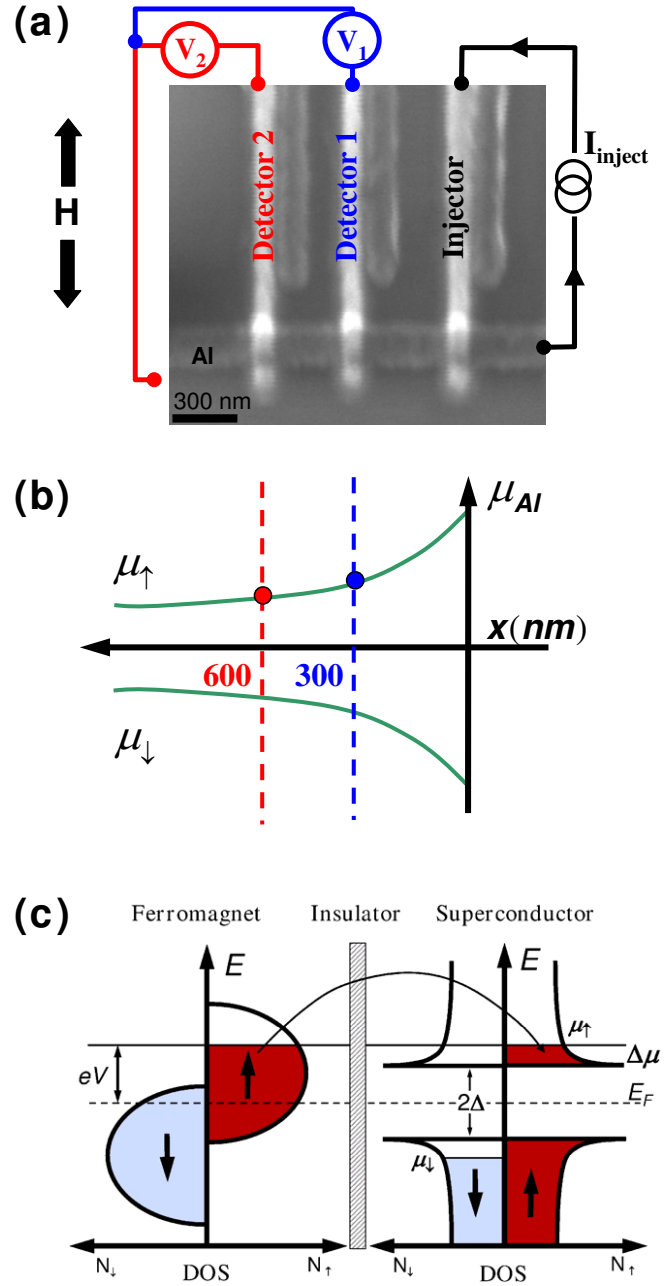 (a)
V2
V1
H
Detector 2
Detector 1
Injector
Iinject
Al
300 nm
(b)
μAl
μ↑
x(nm)
600
300
μ↓
(c)
Ferromagnet
Insulator
Superconductor
E
E
μ↑
Δμ
eV
2Δ
EF
μ↓
N↓
DOS
N↑
N↓
DOS
N↑